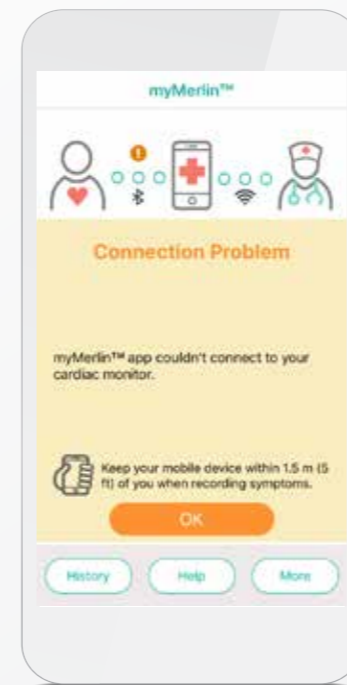 myMerlin™
Connection Problem
myMerlin™ app couldn't connect to your
cardiac monitor.
Keep your mobile device within 1.5 m (5
ft) of you when recording symptoms.
OK
History
Help
More